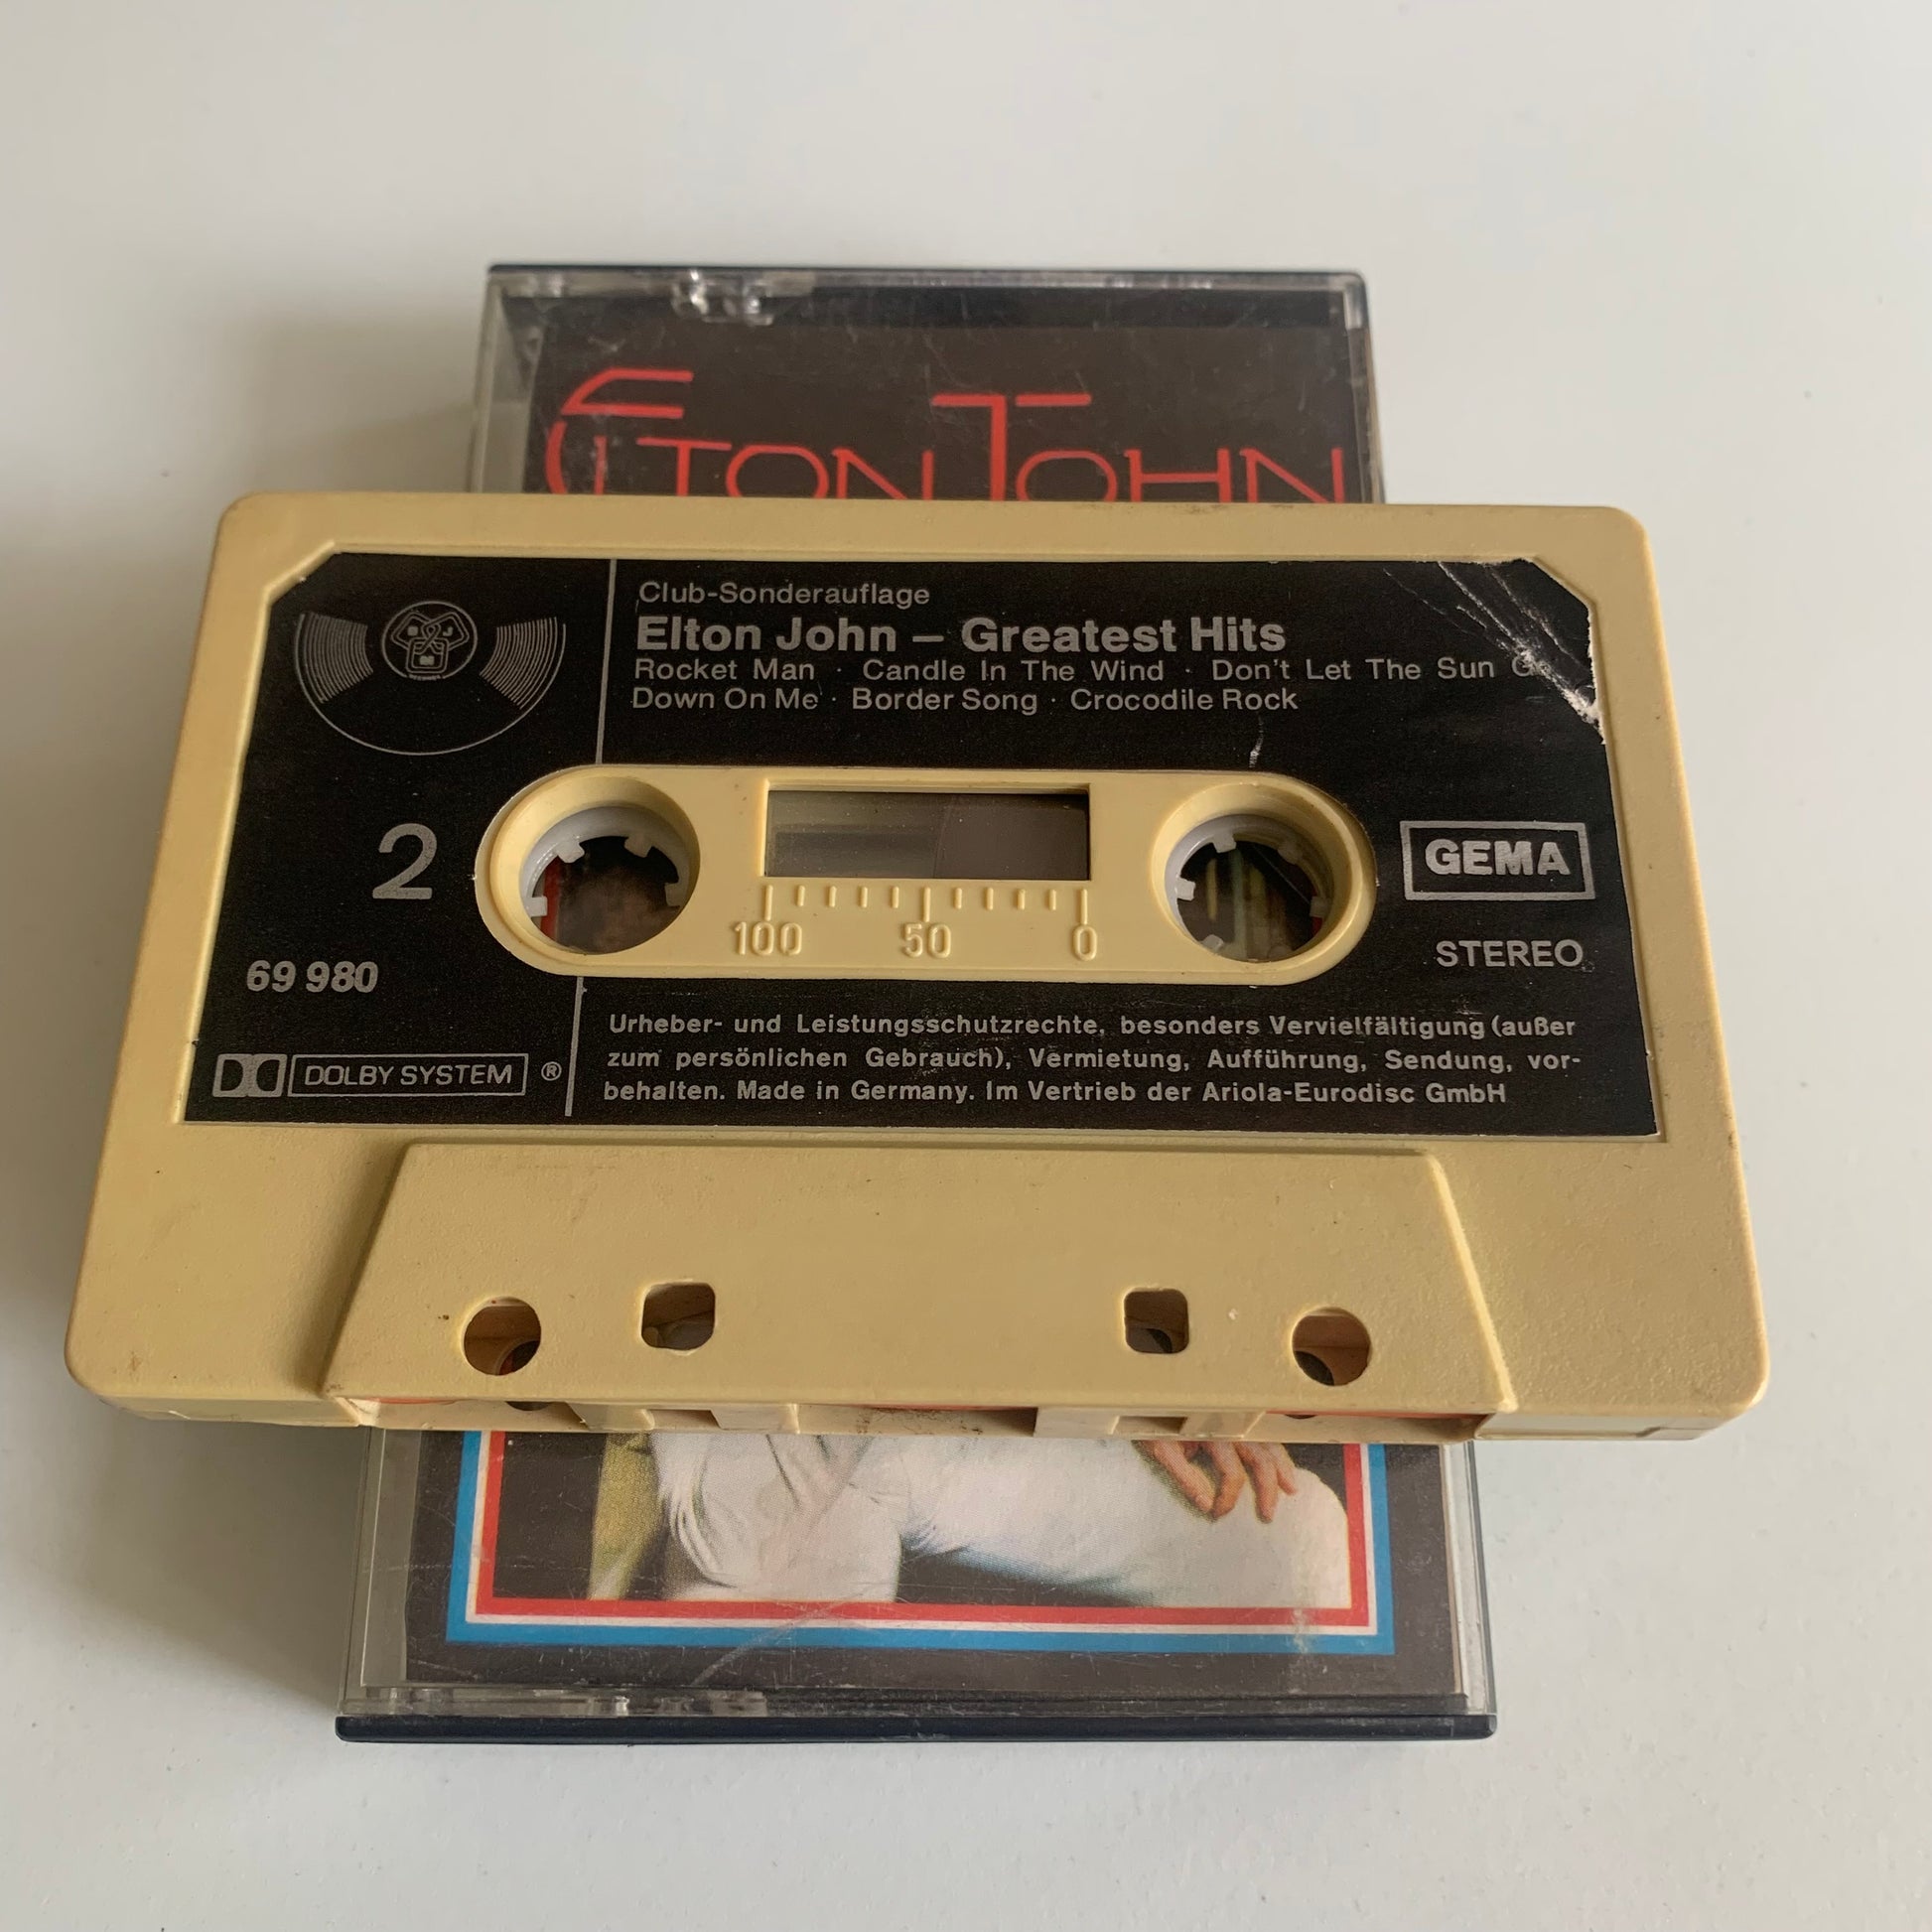 ELTON JOHN
Club-Sonderauflage
Elton John – Greatest Hits
Rocket Man · Candle In The Wind · Don't Let The Sun
Down On Me · Border Song · Crocodile Rock
2
100 50 0
GEMA
STEREO
69 980
DOLBY SYSTEM ®
Urheber- und Leistungsschutzrechte, besonders Vervielfältigung (außer
zum persönlichen Gebrauch), Vermietung, Aufführung, Sendung, vor-
behalten. Made in Germany. Im Vertrieb der Ariola-Eurodisc GmbH